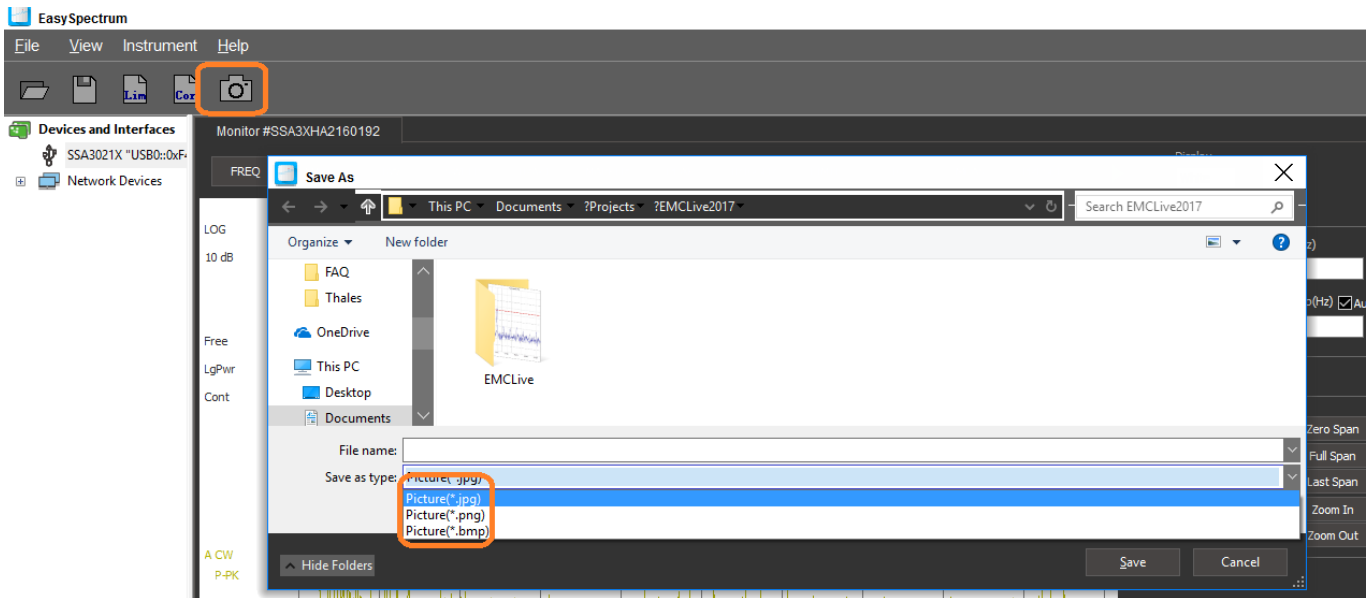 EasySpectrum
File View Instrument Help
Lim Cor
Devices and Interfaces
SSA3021X "USB0::0xF4
Network Devices
Monitor #SSA3XHA2160192
FREQ
LOG
10 dB
Free
LgPwr
Cont
A CW
P-PK
Save As
This PC Documents ?Projects ?EMCLive2017
Search EMCLive2017
Organize New folder
FAQ
Thales
OneDrive
This PC
Desktop
Documents
EMCLive
File name:
Save as type: Picture(*.jpg)
Picture(*.jpg)
Picture(*.png)
Picture(*.bmp)
Hide Folders
Save Cancel
z)
(Hz) Au
Zero Span
Full Span
Last Span
Zoom In
Zoom Out